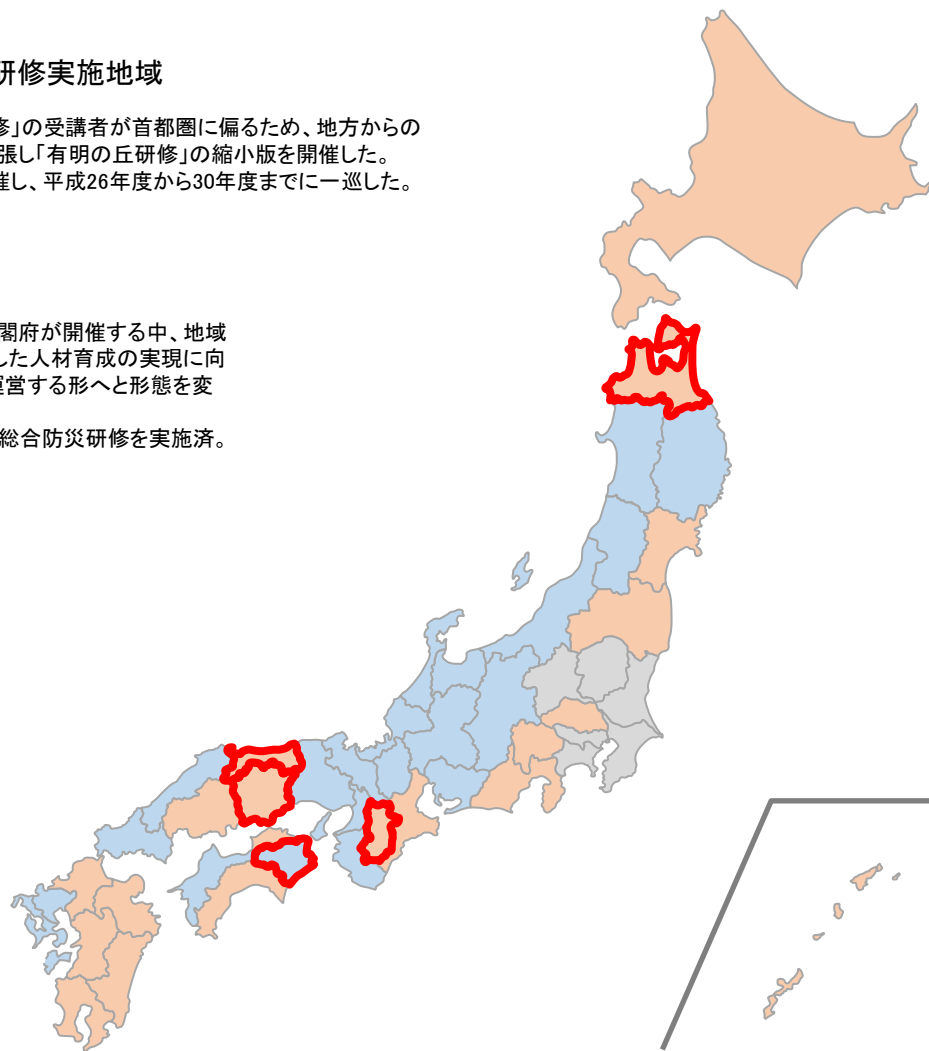 研修実施地域
修」の受講者が首都圏に偏るため、地方からの
張し「有明の丘研修」の縮小版を開催した。
催し、平成26年度から30年度までに一巡した。
閣府が開催する中、地域
した人材育成の実現に向
運営する形へと形態を変
総合防災研修を実施済。